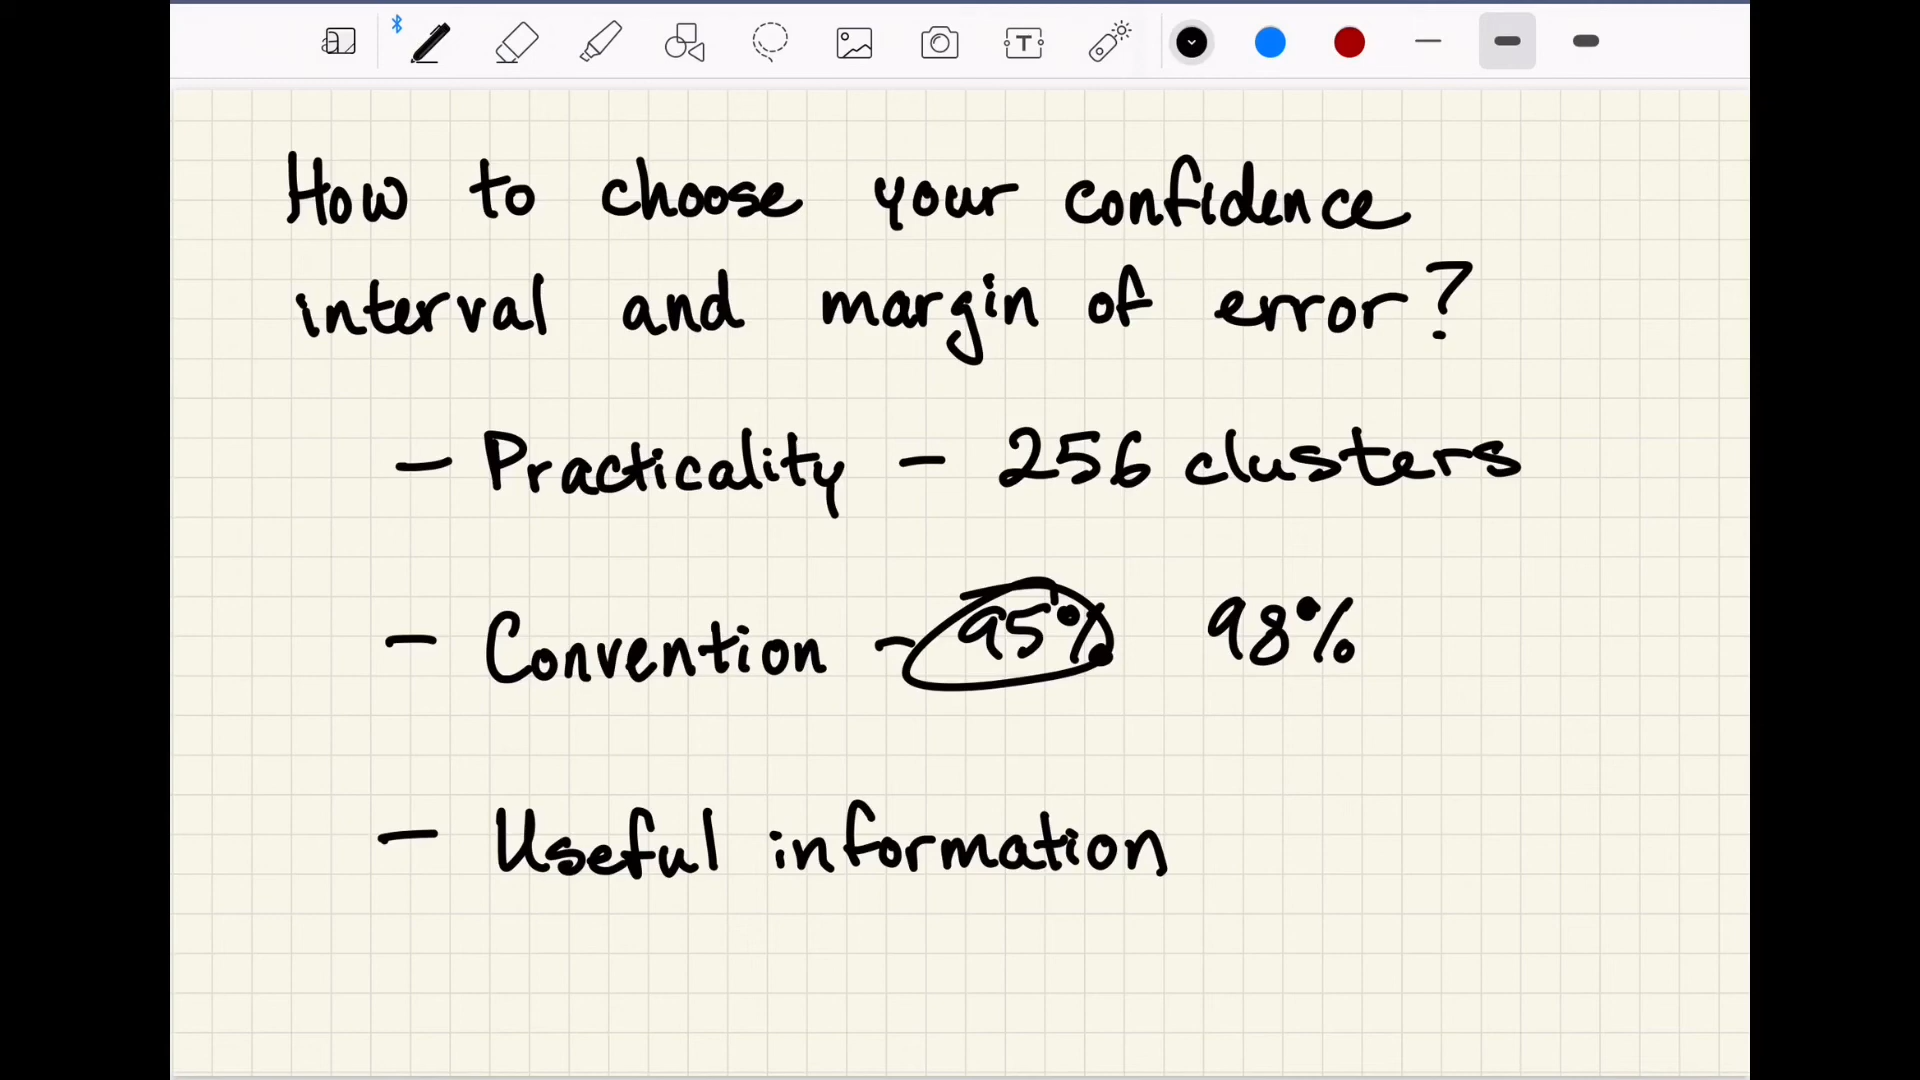 How to choose your confidence
interval and margin of error?
- Practicality - 256 clusters
- Convention - 95% 98%
- Useful information